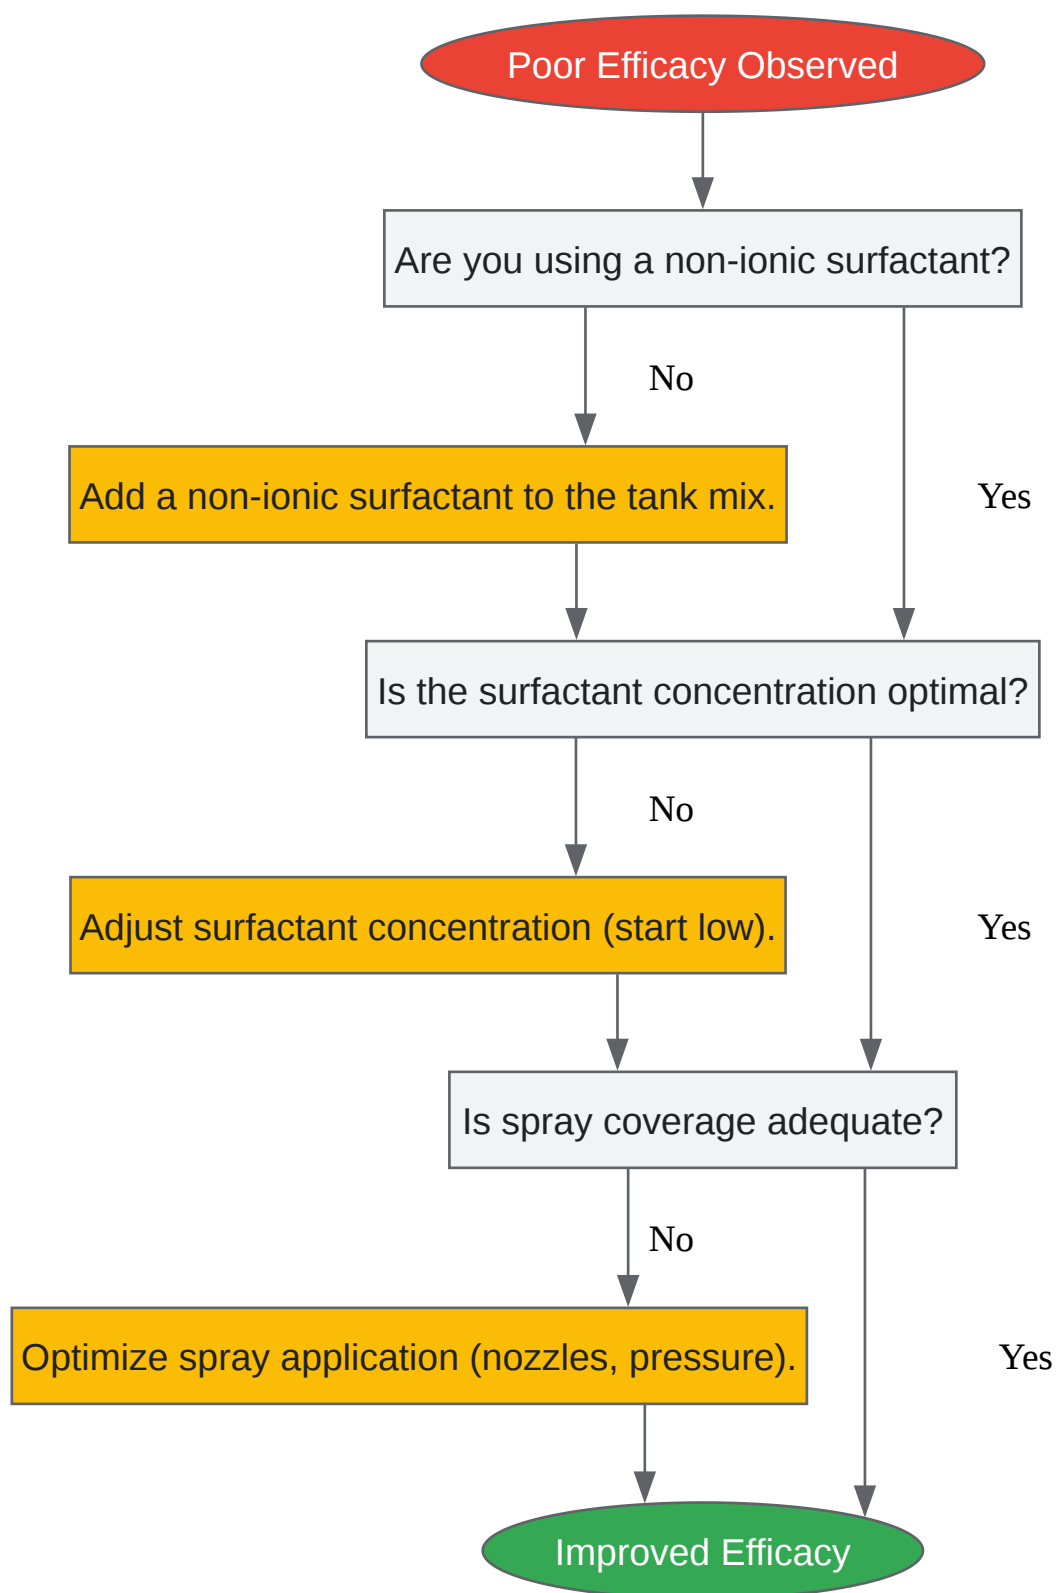 Poor Efficacy Observed
Are you using a non-ionic surfactant?
No
Add a non-ionic surfactant to the tank mix.
Yes
Is the surfactant concentration optimal?
No
Adjust surfactant concentration (start low).
Yes
Is spray coverage adequate?
No
Optimize spray application (nozzles, pressure).
Yes
Improved Efficacy